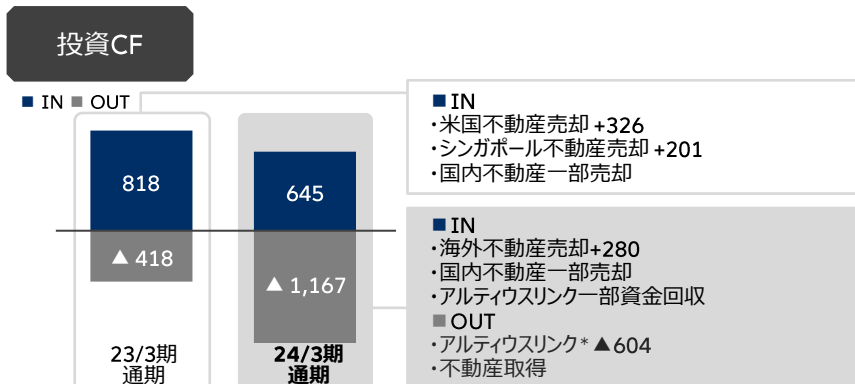 投資CF
■ IN ■ OUT
818
▲ 418
23/3期
通期
645
▲ 1,167
24/3期
通期
■ IN
・米国不動産売却 +326
・シンガポール不動産売却 +201
・国内不動産一部売却
■ IN
・海外不動産売却+280
・国内不動産一部売却
・アルティウスリンク一部資金回収
■ OUT
・アルティウスリンク* ▲604
・不動産取得